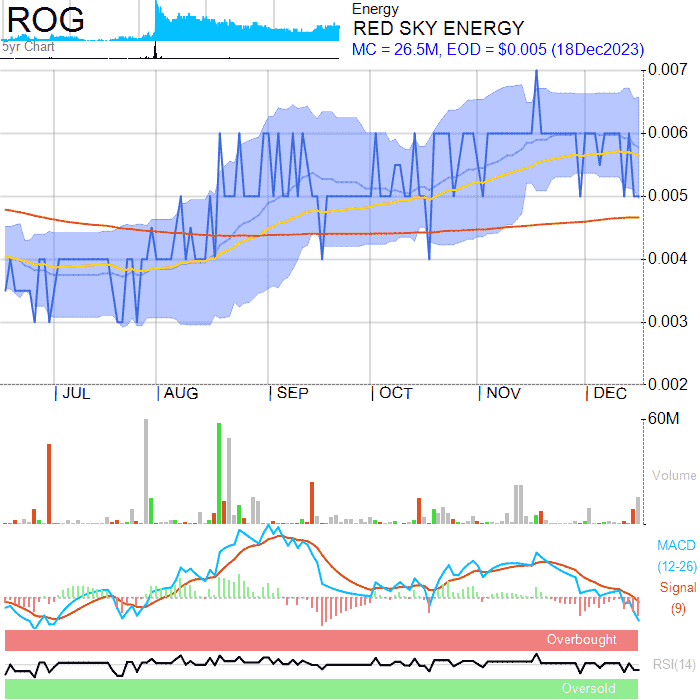 ROG
5yr Chart
Energy
RED SKY ENERGY
MC = 26.5M, EOD = $0.005 (18Dec2023)
0.007
0.006
0.005
0.004
0.003
0.002
JUL AUG SEP OCT NOV DEC
60M
Volume
MACD
(12-26)
Signal
(9)
Overbought
RSI(14)
Oversold